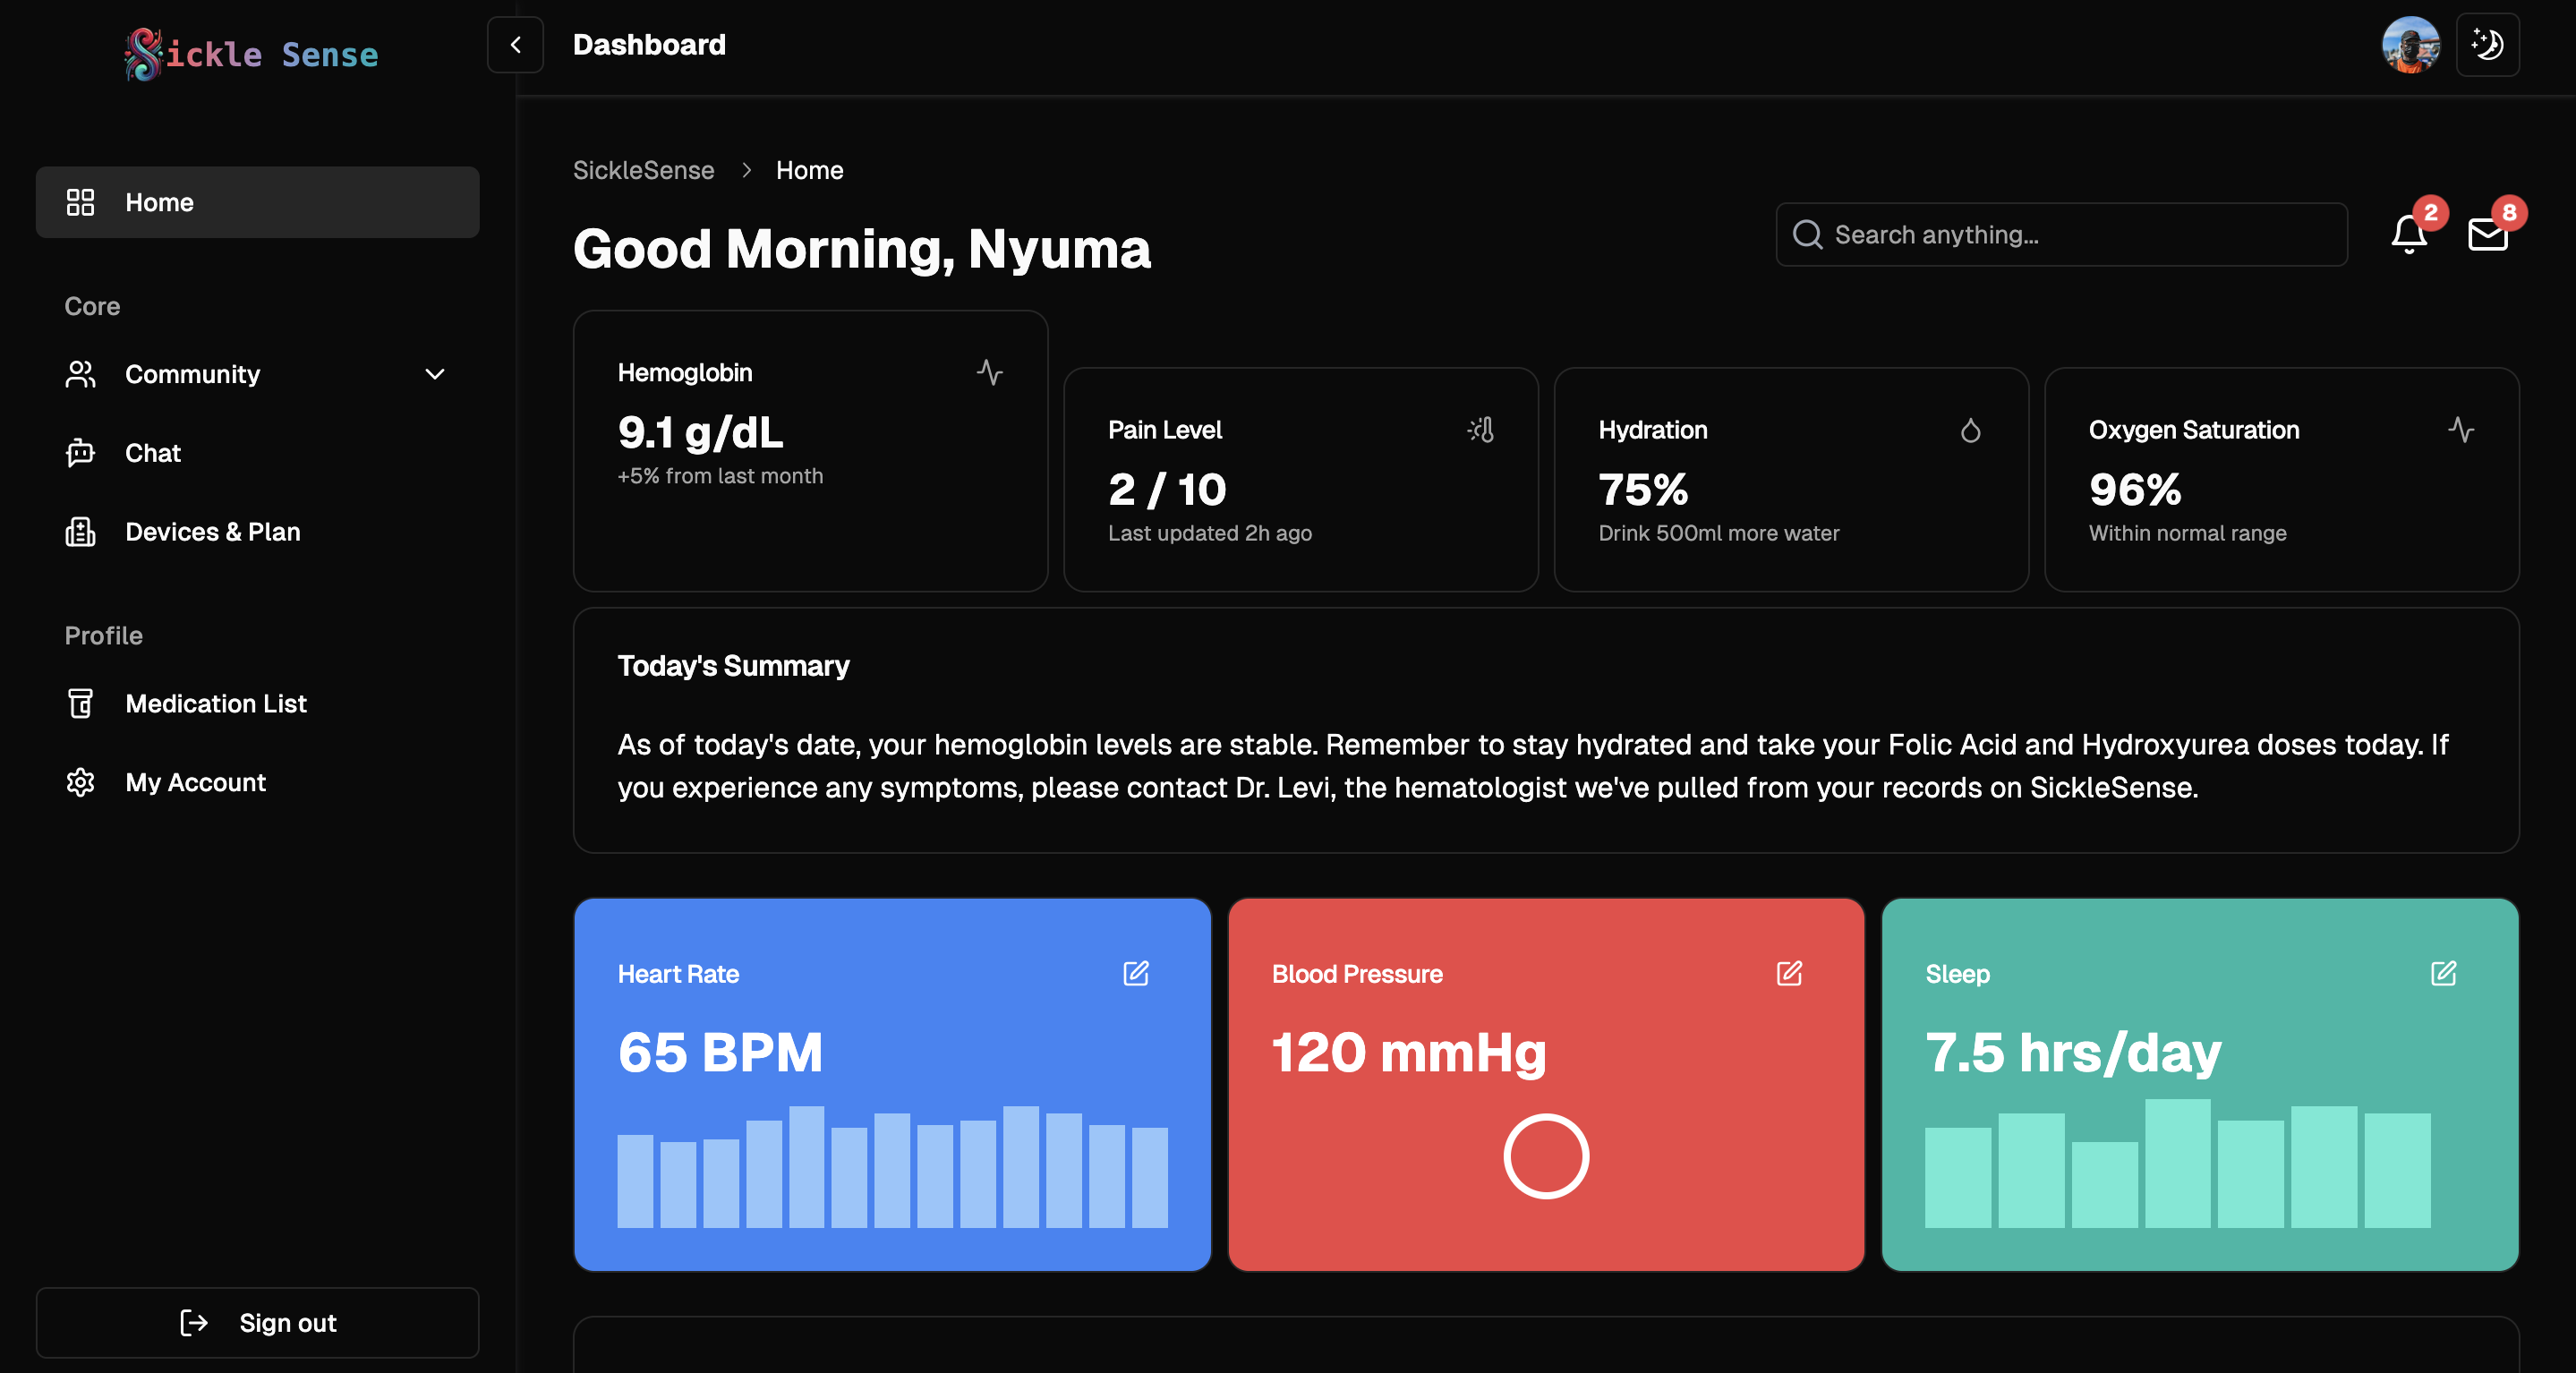 Sickle Sense
Dashboard
Home
Core
Community
Chat
Devices & Plan
Profile
Medication List
My Account
Sign out
SickleSense > Home
Good Morning, Nyuma
Search anything...
2
8
Hemoglobin
9.1 g/dL
+5% from last month
Pain Level
2 / 10
Last updated 2h ago
Hydration
75%
Drink 500ml more water
Oxygen Saturation
96%
Within normal range
Today's Summary
As of today's date, your hemoglobin levels are stable. Remember to stay hydrated and take your Folic Acid and Hydroxyurea doses today. If
you experience any symptoms, please contact Dr. Levi, the hematologist we've pulled from your records on SickleSense.
Heart Rate
65 BPM
Blood Pressure
120 mmHg
Sleep
7.5 hrs/day